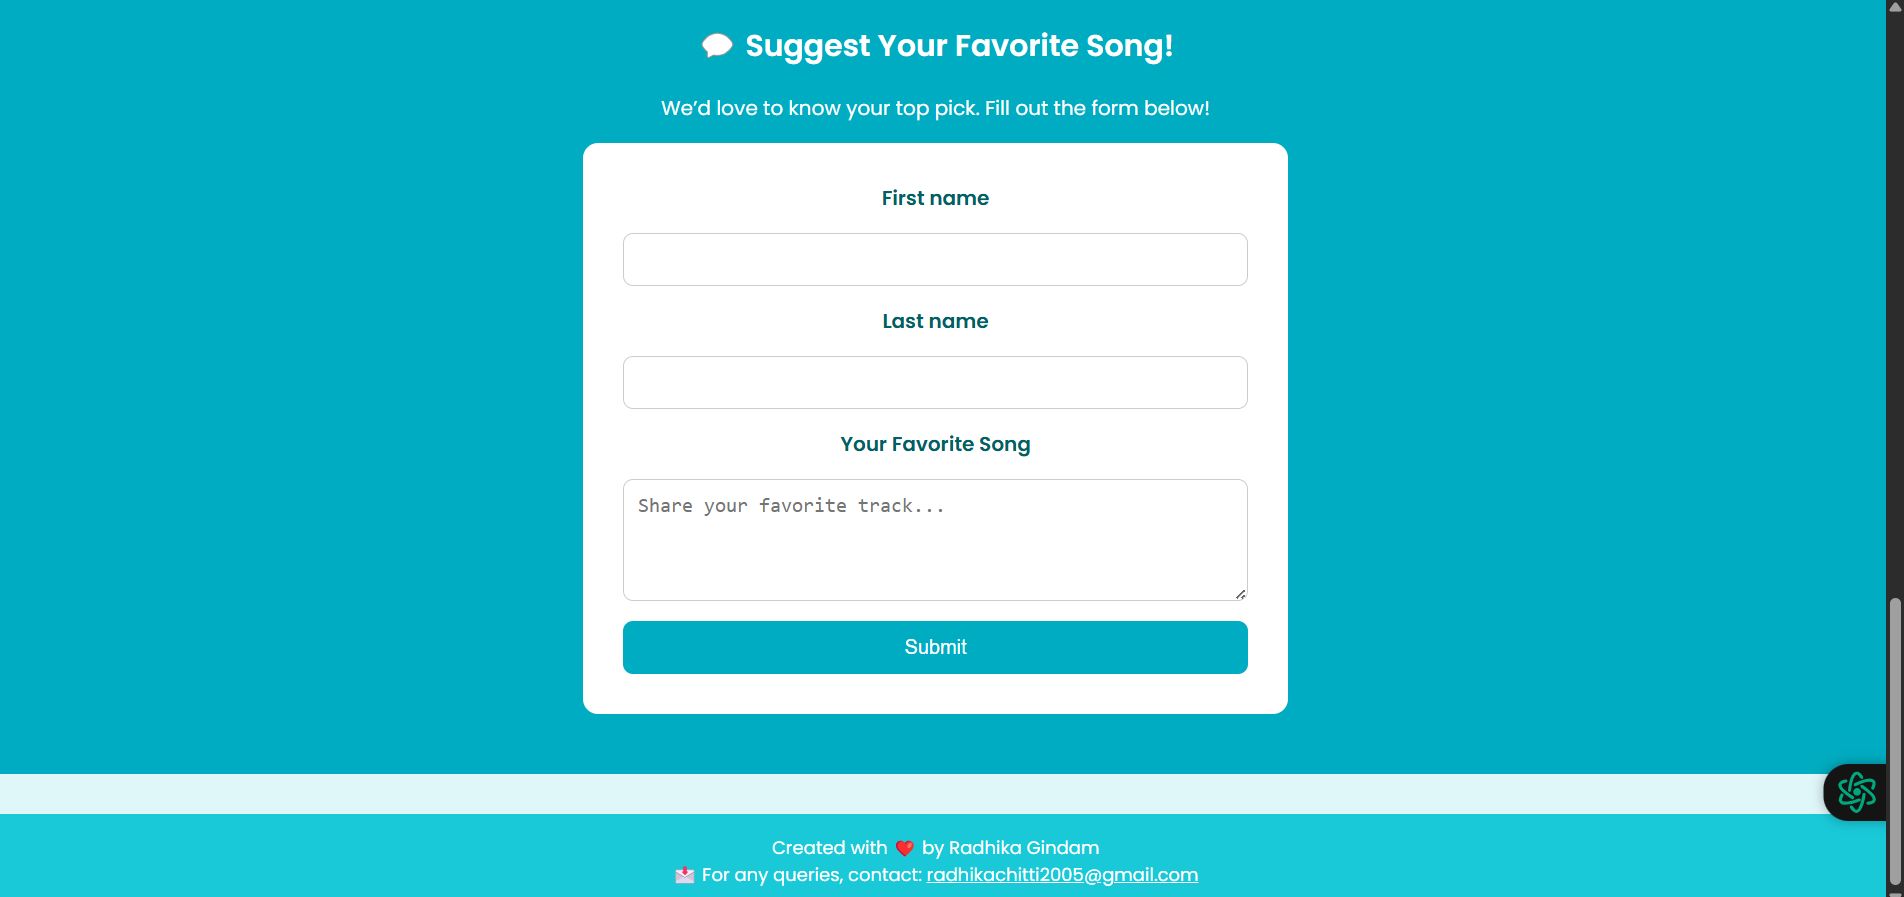 💬 Suggest Your Favorite Song!
We’d love to know your top pick. Fill out the form below!
First name
Last name
Your Favorite Song
Share your favorite track...
Submit
Created with ❤️ by Radhika Gindam
📩 For any queries, contact: radhikachitti2005@gmail.com